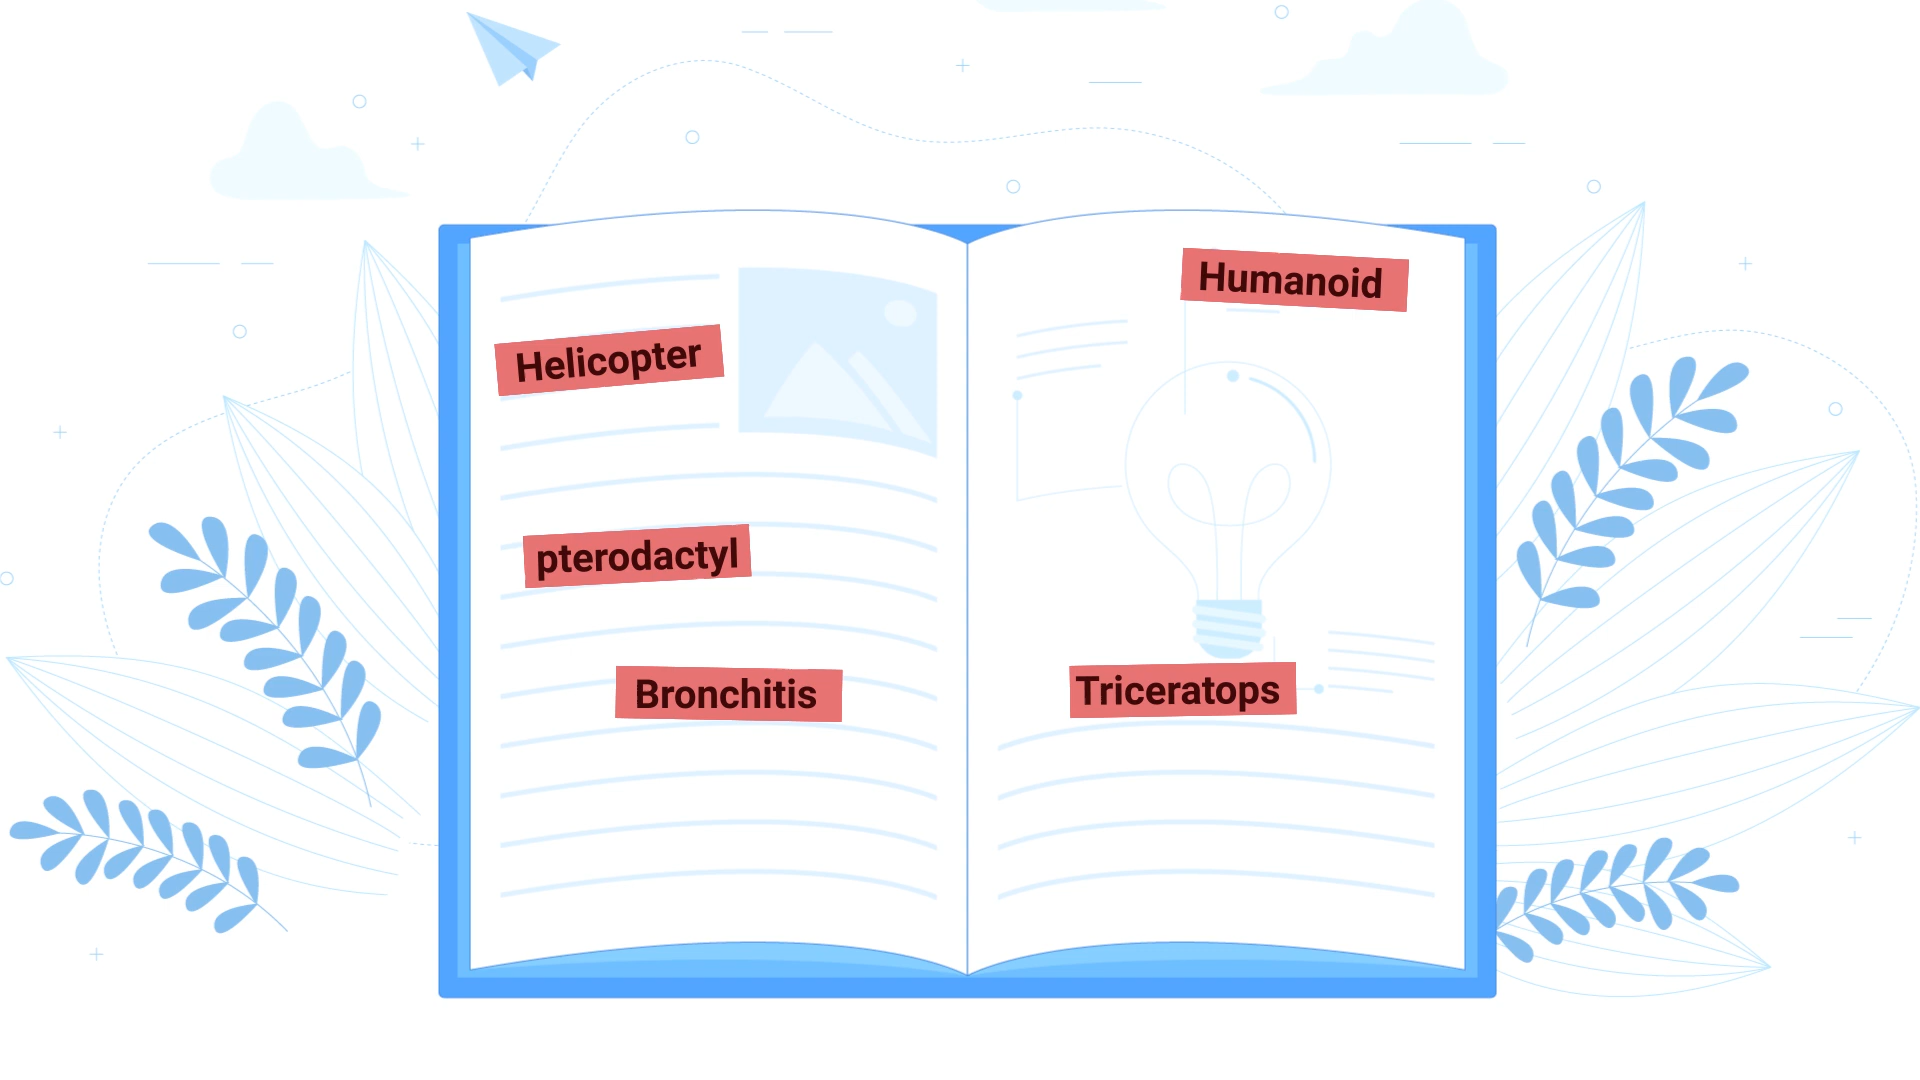 Helicopter
pterodactyl
Bronchitis
Humanoid
Triceratops